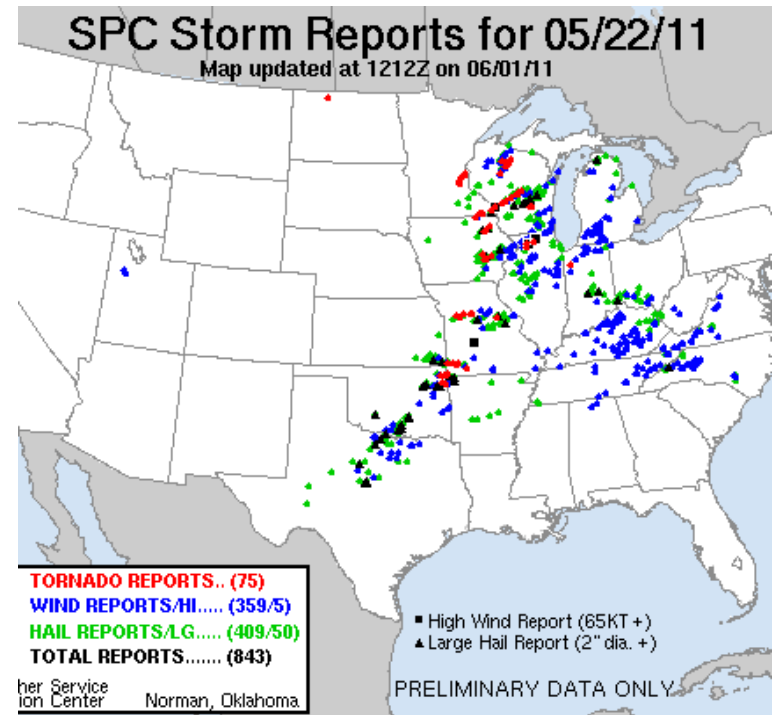 SPC Storm Reports for 05/22/11
Map updated at 1212Z on 06/01/11
TORNADO REPORTS.. (75)
WIND REPORTS/HI..... (359/5)
HAIL REPORTS/LG..... (409/50)
TOTAL REPORTS....... (843)
her Service
ion Center Norman, Oklahoma
■ High Wind Report (65KT +)
▲ Large Hail Report (2" dia. +)
PRELIMINARY DATA ONLY